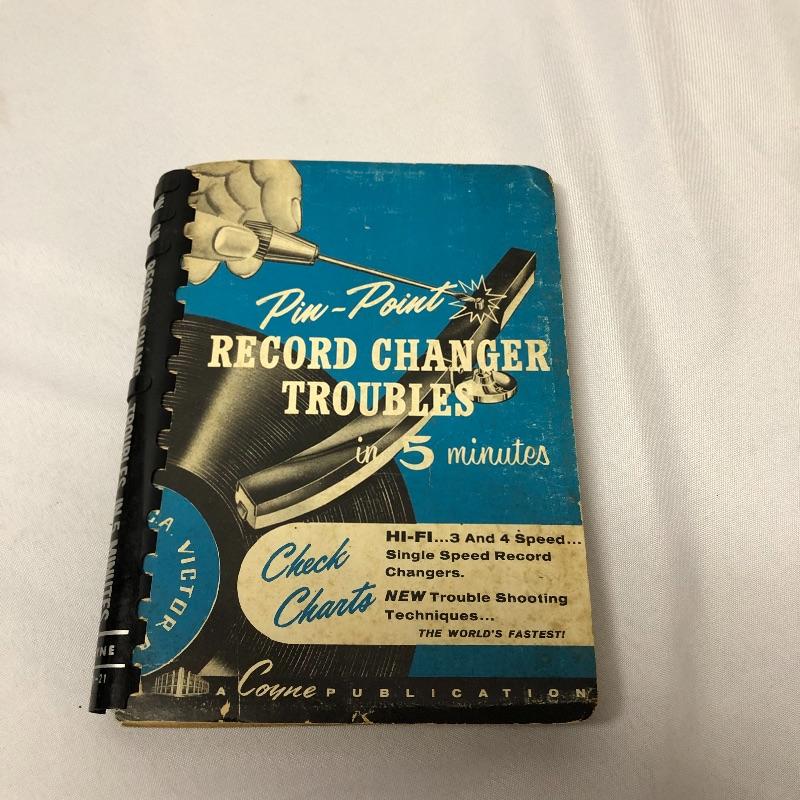 Pin-Point
RECORD CHANGER
TROUBLES
in 5 minutes
VICTOR
Check
Charts
HI-FI...3 And 4 Speed...
Single Speed Record
Changers.
NEW Trouble Shooting
Techniques...
THE WORLD'S FASTEST!
A Coyne PUBLICATION